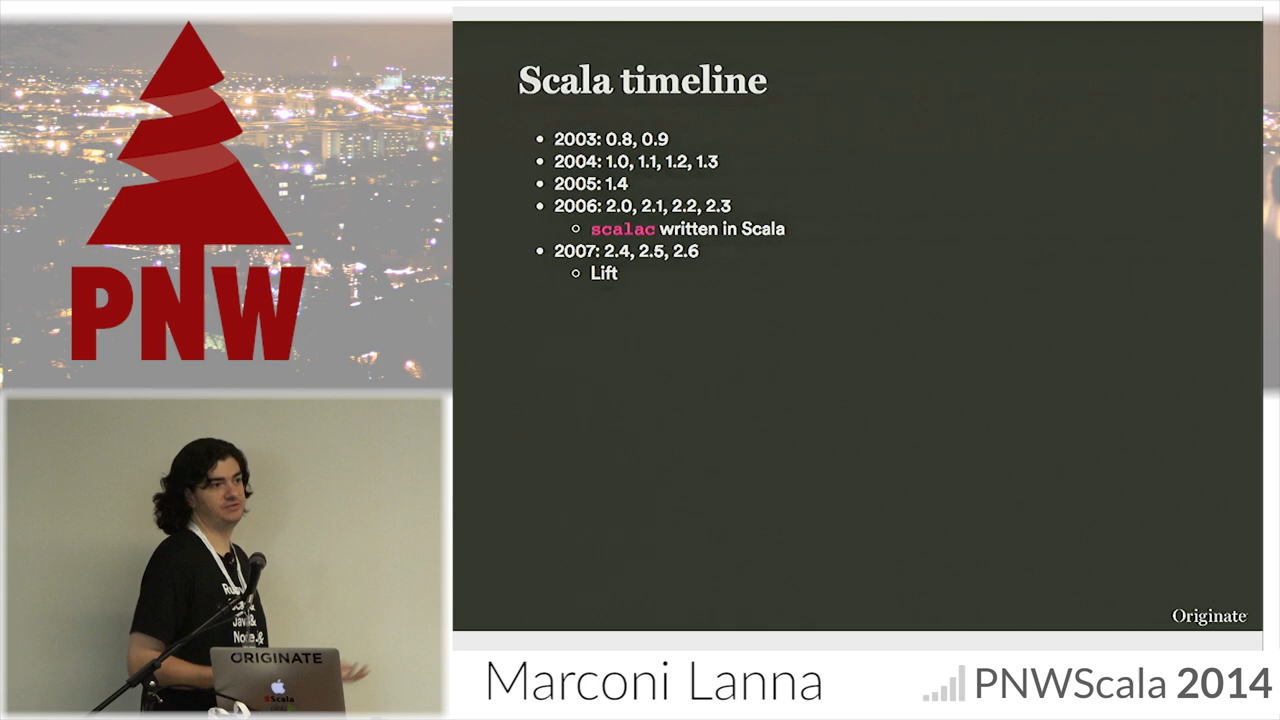 PNW
Scala timeline
2003: 0.8, 0.9
2004: 1.0, 1.1, 1.2, 1.3
2005: 1.4
2006: 2.0, 2.1, 2.2, 2.3
scalac written in Scala
2007: 2.4, 2.5, 2.6
Lift
Originate
Node.js&
ORIGINATE
Scala
Marconi Lanna
PNWScala 2014